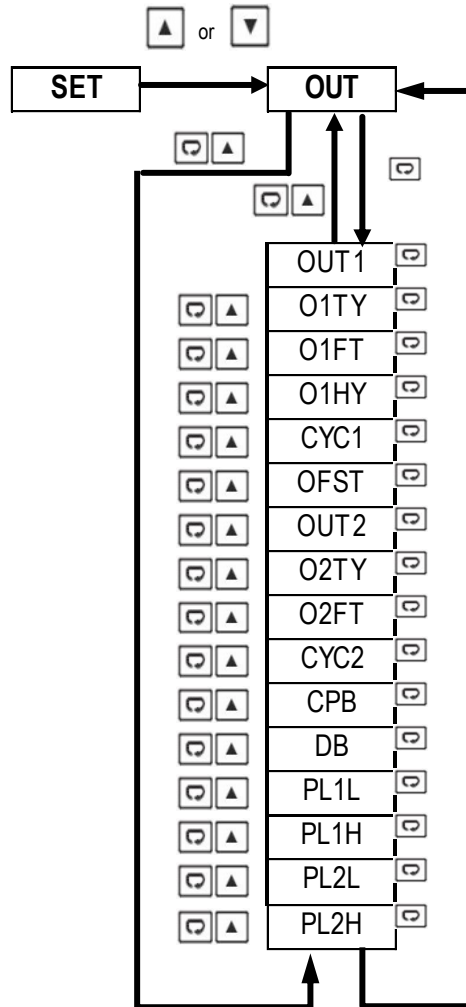 or
SET OUT
OUT1
O1TY
O1FT
O1HY
CYC1
OFST
OUT2
O2TY
O2FT
CYC2
CPB
DB
PL1L
PL1H
PL2L
PL2H